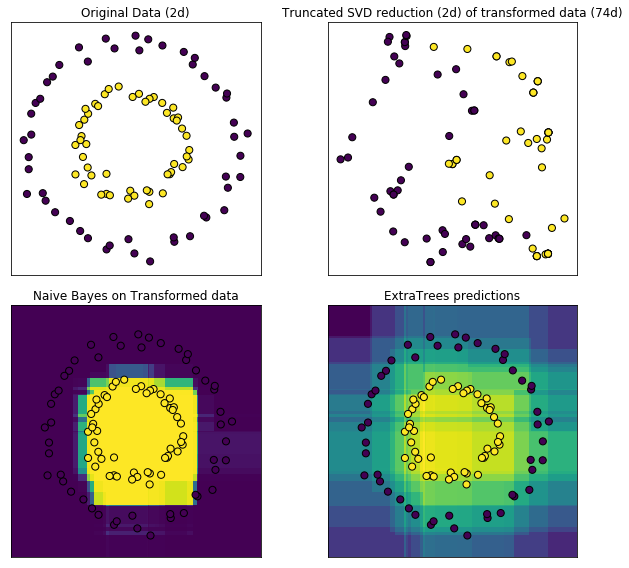 Original Data (2d)
Truncated SVD reduction (2d) of transformed data (74d)
Naive Bayes on Transformed data
ExtraTrees predictions